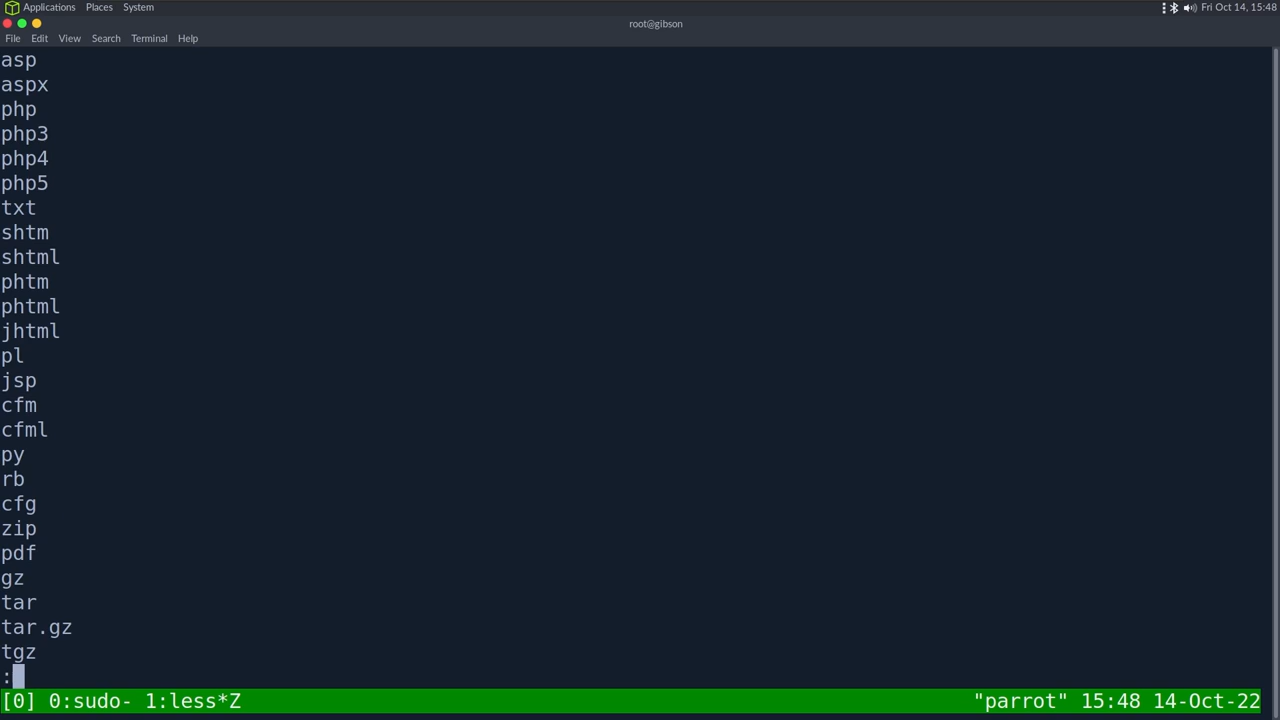 Applications Places System Fri Oct 14, 15:48
root@gibson
File Edit View Search Terminal Help
asp
aspx
php
php3
php4
php5
txt
shtm
shtml
phtm
phtml
jhtml
pl
jsp
cfm
cfml
py
rb
cfg
zip
pdf
gz
tar
tar.gz
tgz
:
[0] 0:sudo- 1:less*Z "parrot" 15:48 14-Oct-22